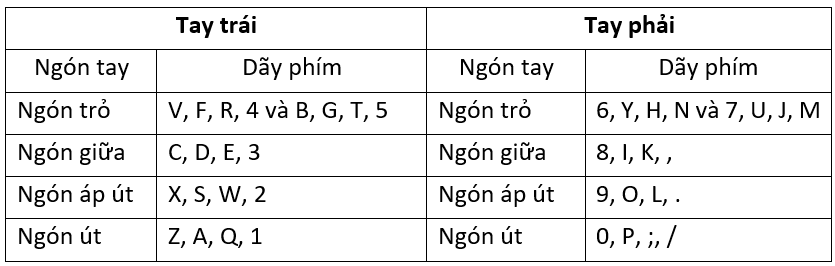 Tay trái Tay phải
Ngón tay Dãy phím Ngón tay Dãy phím
Ngón trỏ V, F, R, 4 và B, G, T, 5 Ngón trỏ 6, Y, H, N và 7, U, J, M
Ngón giữa C, D, E, 3 Ngón giữa 8, I, K, ,
Ngón áp út X, S, W, 2 Ngón áp út 9, O, L, .
Ngón út Z, A, Q, 1 Ngón út 0, P, ;, /